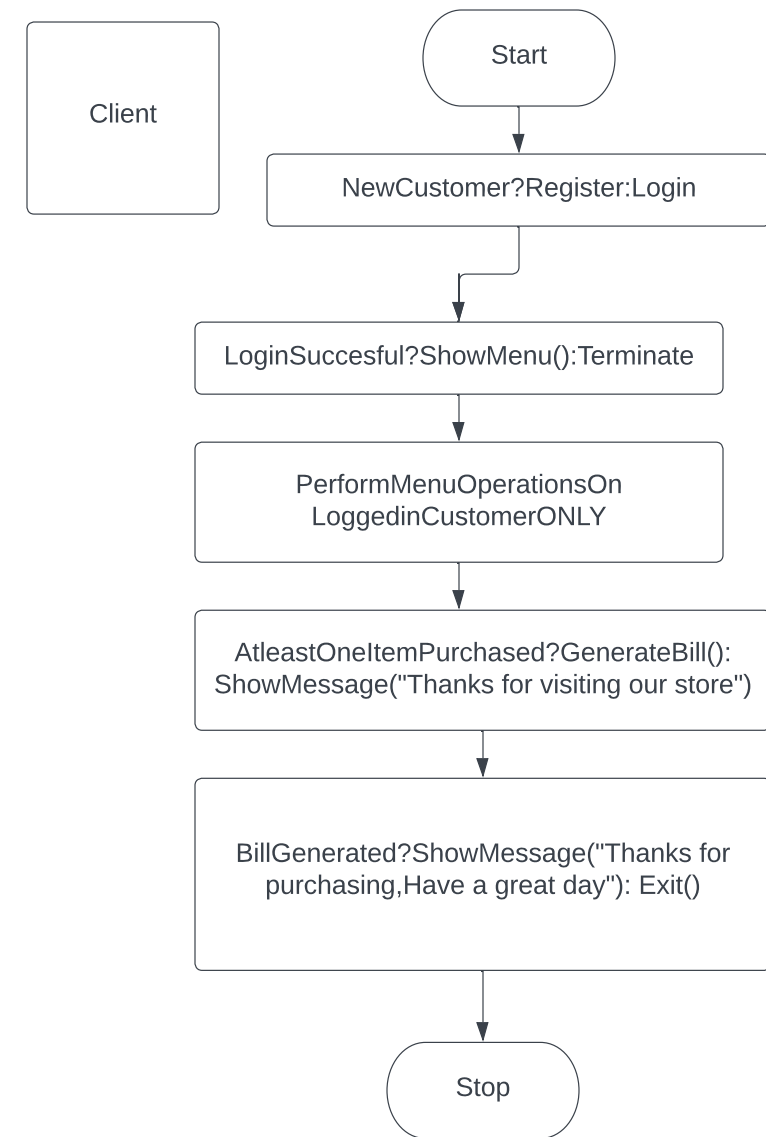 Client
Start
NewCustomer?Register:Login
LoginSuccesful?ShowMenu():Terminate
PerformMenuOperationsOn
LoggedinCustomerONLY
AtleastOneItemPurchased?GenerateBill():
ShowMessage("Thanks for visiting our store")
BillGenerated?ShowMessage("Thanks for
purchasing,Have a great day"): Exit()
Stop